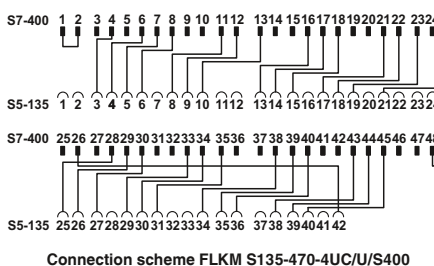 S7-400 1 2 3 4 5 6 7 8 9 10 11 12 13 14 15 16 17 18 19 20 21 22 23 24
S5-135 1 2 3 4 5 6 7 8 9 10 11 12 13 14 15 16 17 18 19 20 21 22 23 24
S7-400 25 26 27 28 29 30 31 32 33 34 35 36 37 38 39 40 41 42 43 44 45 46 47 48
S5-135 25 26 27 28 29 30 31 32 33 34 35 36 37 38 39 40 41 42
Connection scheme FLKM S135-470-4UC/U/S400